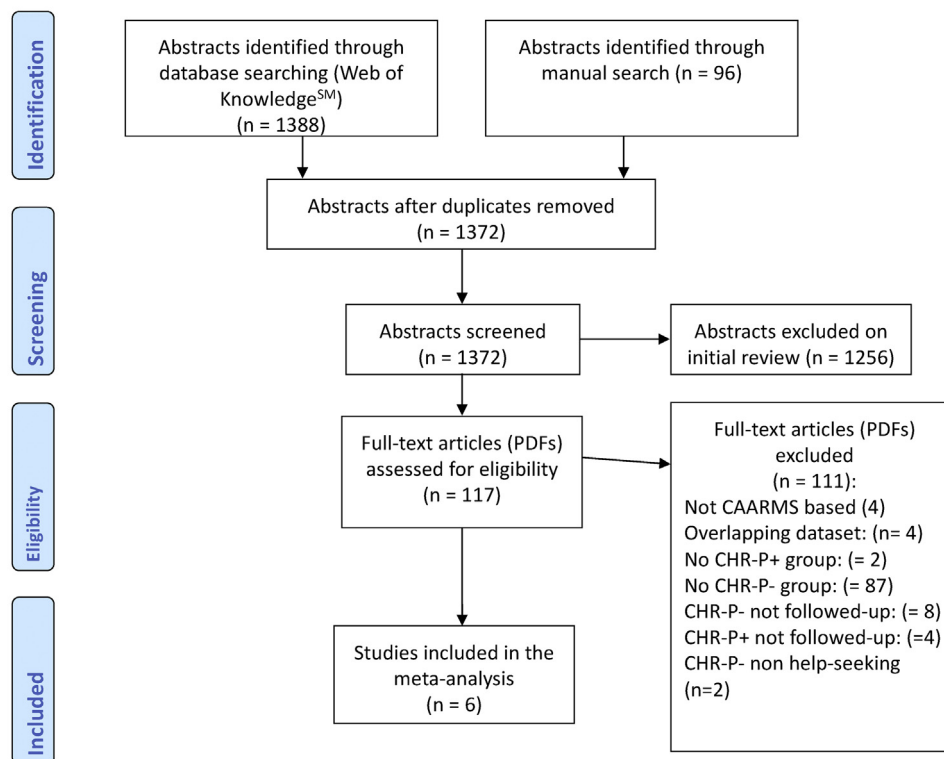 Identification
Abstracts identified through
database searching (Web of
Knowledge℠)
(n = 1388)
Abstracts identified through
manual search (n = 96)
Abstracts after duplicates removed
(n = 1372)
Screening
Abstracts screened
(n = 1372)
Abstracts excluded on
initial review (n = 1256)
Eligibility
Full-text articles (PDFs)
assessed for eligibility
(n = 117)
Full-text articles (PDFs)
excluded
(n = 111):
Not CAARMS based (4)
Overlapping dataset: (n= 4)
No CHR-P+ group: (= 2)
No CHR-P- group: (= 87)
CHR-P- not followed-up: (= 8)
CHR-P+ not followed-up: (=4)
CHR-P- non help-seeking
(n=2)
Included
Studies included in the
meta-analysis
(n = 6)